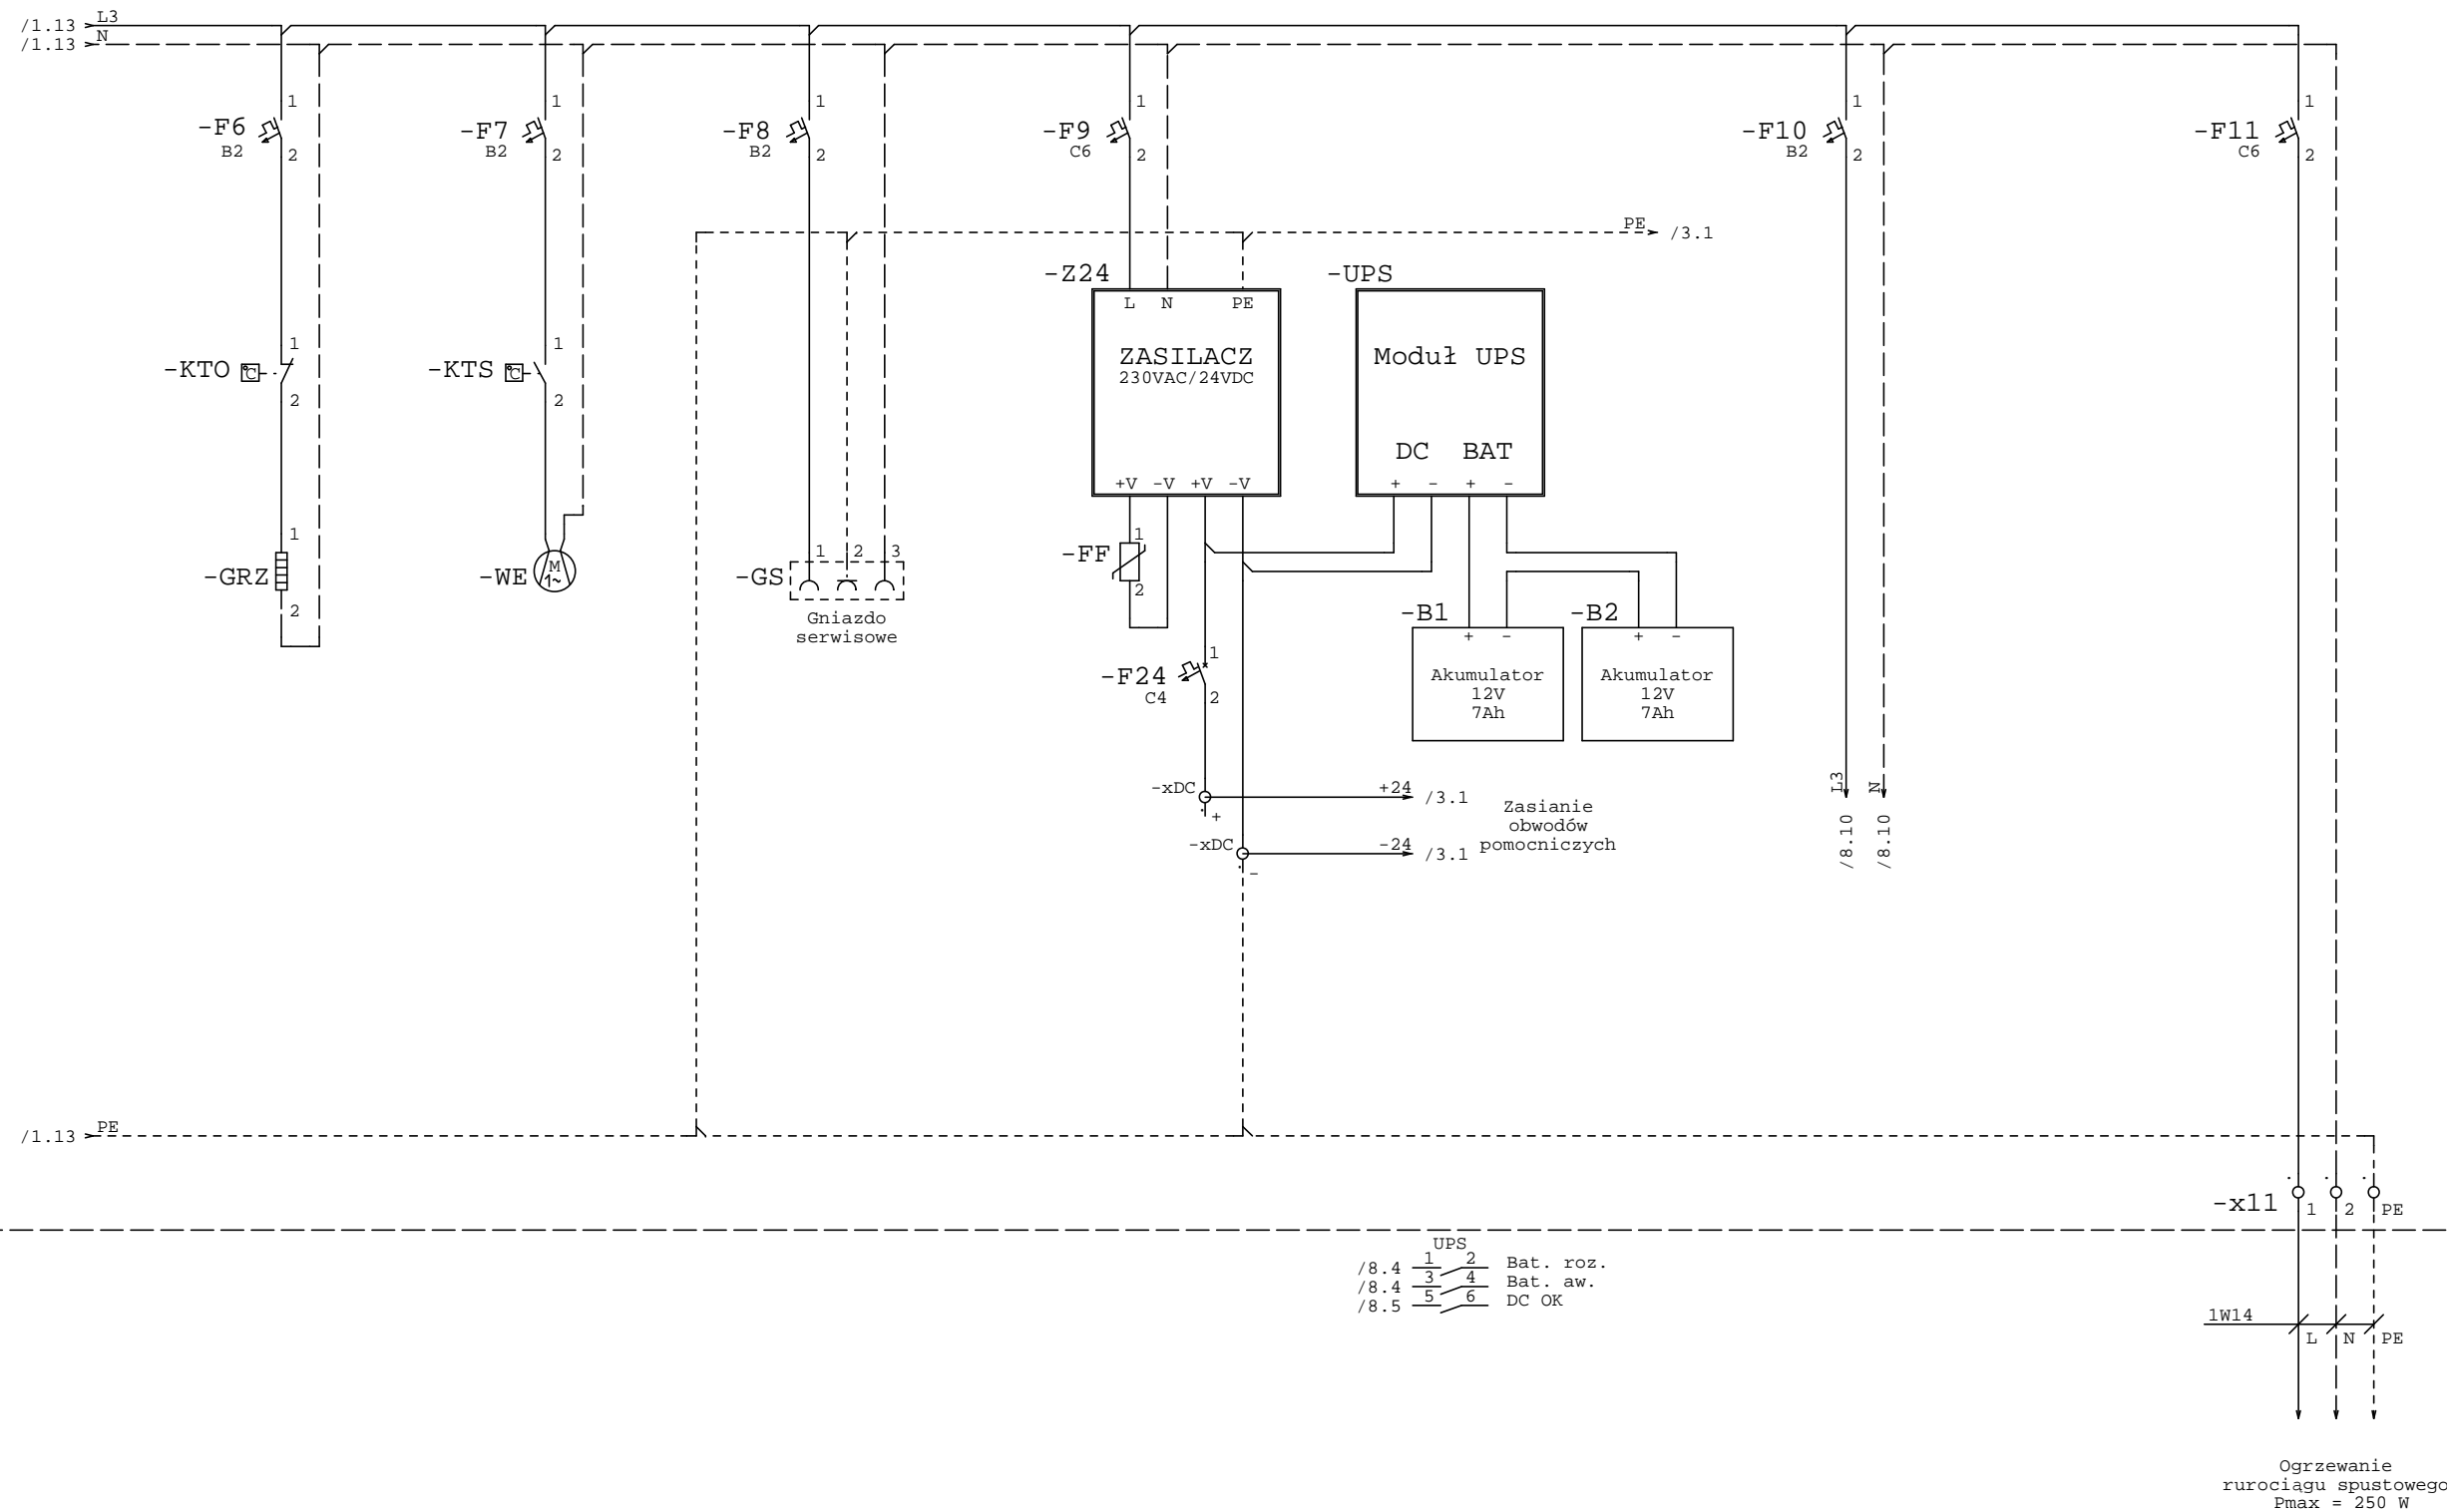 /1.13 L3
/1.13 N
1 1 1 1 1 1
-F6 -F7 -F8 -F9 -F10 -F11
B2 B2 B2 C6 B2 C6
2 2 2 2 2 2
PE /3.1
-Z24 -UPS
L N PE
ZASILACZ
230VAC/24VDC
Moduł UPS
DC BAT
+V -V +V -V + - + -
1 1
-KTO °C -KTS °C
2 2
1
-GRZ
2
-WE M
1~
1 2 3
-GS
Gniazdo
serwisowe
1
-FF
2
-B1 -B2
+ - + -
Akumulator
12V
7Ah
Akumulator
12V
7Ah
1
-F24
C4
2
-xDC +24 /3.1
+
-xDC -24 /3.1
-
Zasianie
obwodów
pomocniczych
L3 N
/8.10 /8.10
/1.13 PE
-x11 1 2 PE
UPS
/8.4 1 2 Bat. roz.
/8.4 3 4 Bat. aw.
/8.5 5 6 DC OK
1W14 L N PE
Ogrzewanie
rurociągu spustowego
Pmax = 250 W